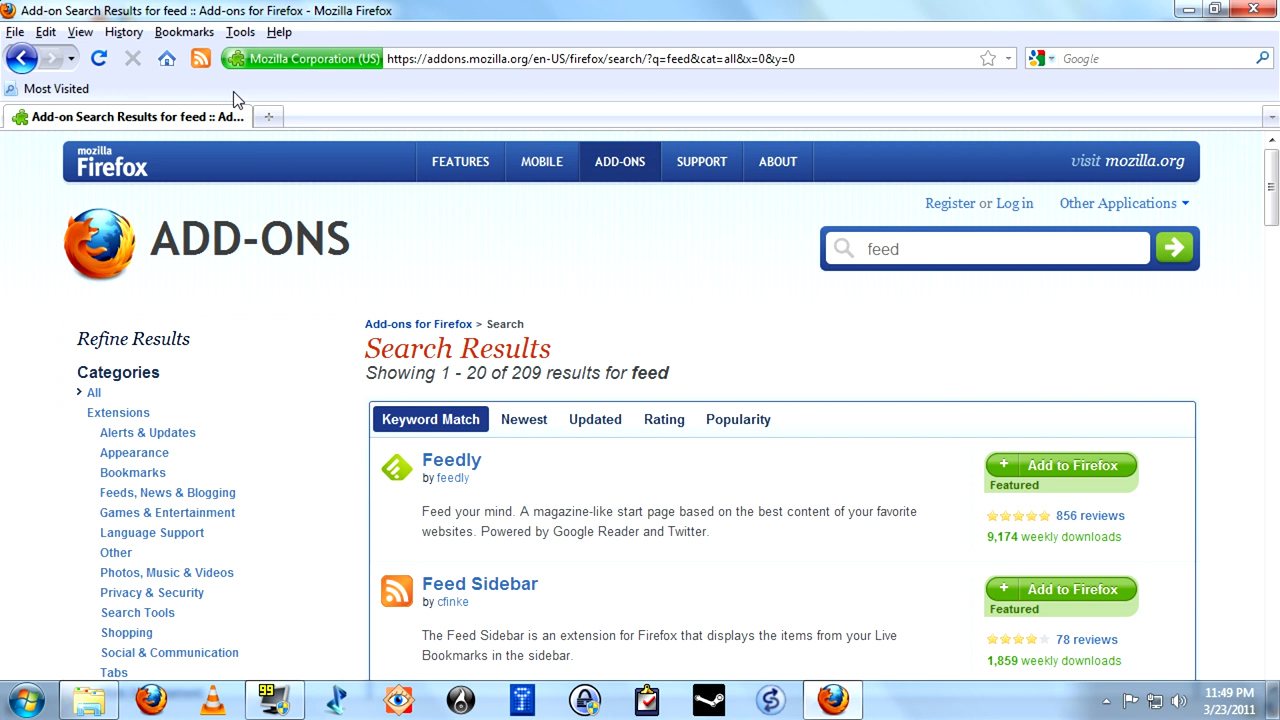 Add-on Search Results for feed :: Add-ons for Firefox - Mozilla Firefox
File Edit View History Bookmarks Tools Help
Mozilla Corporation (US) https://addons.mozilla.org/en-US/firefox/search/?q=feed&cat=all&x=0&y=0 Google
Most Visited
Add-on Search Results for feed :: Ad...
mozilla
Firefox
FEATURES MOBILE ADD-ONS SUPPORT ABOUT visit mozilla.org
Register or Log in Other Applications
ADD-ONS
feed
Refine Results
Categories
All
Extensions
Alerts & Updates
Appearance
Bookmarks
Feeds, News & Blogging
Games & Entertainment
Language Support
Other
Photos, Music & Videos
Privacy & Security
Search Tools
Shopping
Social & Communication
Tabs
Add-ons for Firefox > Search
Search Results
Showing 1 - 20 of 209 results for feed
Keyword Match Newest Updated Rating Popularity
Feedly
by feedly
Feed your mind. A magazine-like start page based on the best content of your favorite
websites. Powered by Google Reader and Twitter.
+ Add to Firefox
Featured
856 reviews
9,174 weekly downloads
Feed Sidebar
by cfinke
The Feed Sidebar is an extension for Firefox that displays the items from your Live
Bookmarks in the sidebar.
+ Add to Firefox
Featured
78 reviews
1,859 weekly downloads
99
11:49 PM
3/23/2011